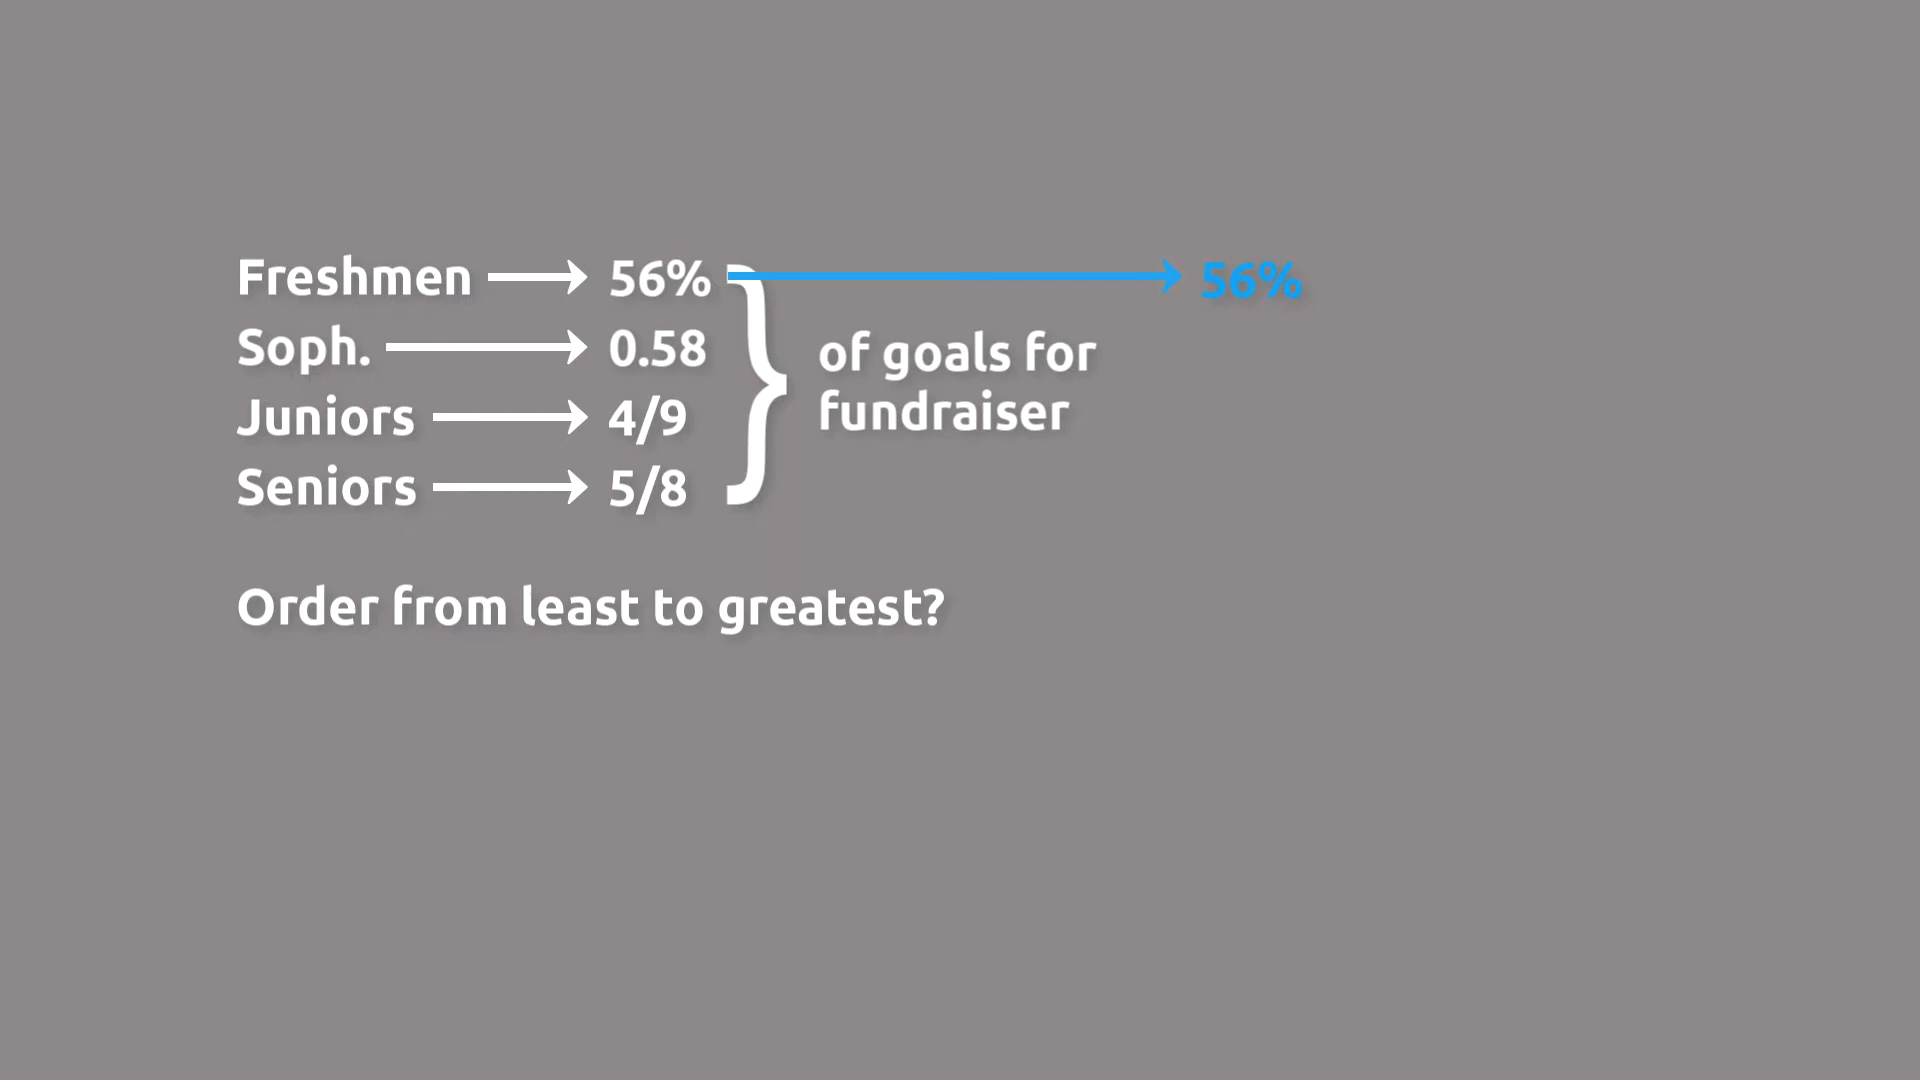 Freshmen → 56% → 56%
Soph. → 0.58
Juniors → 4/9
Seniors → 5/8
} of goals for
fundraiser
Order from least to greatest?